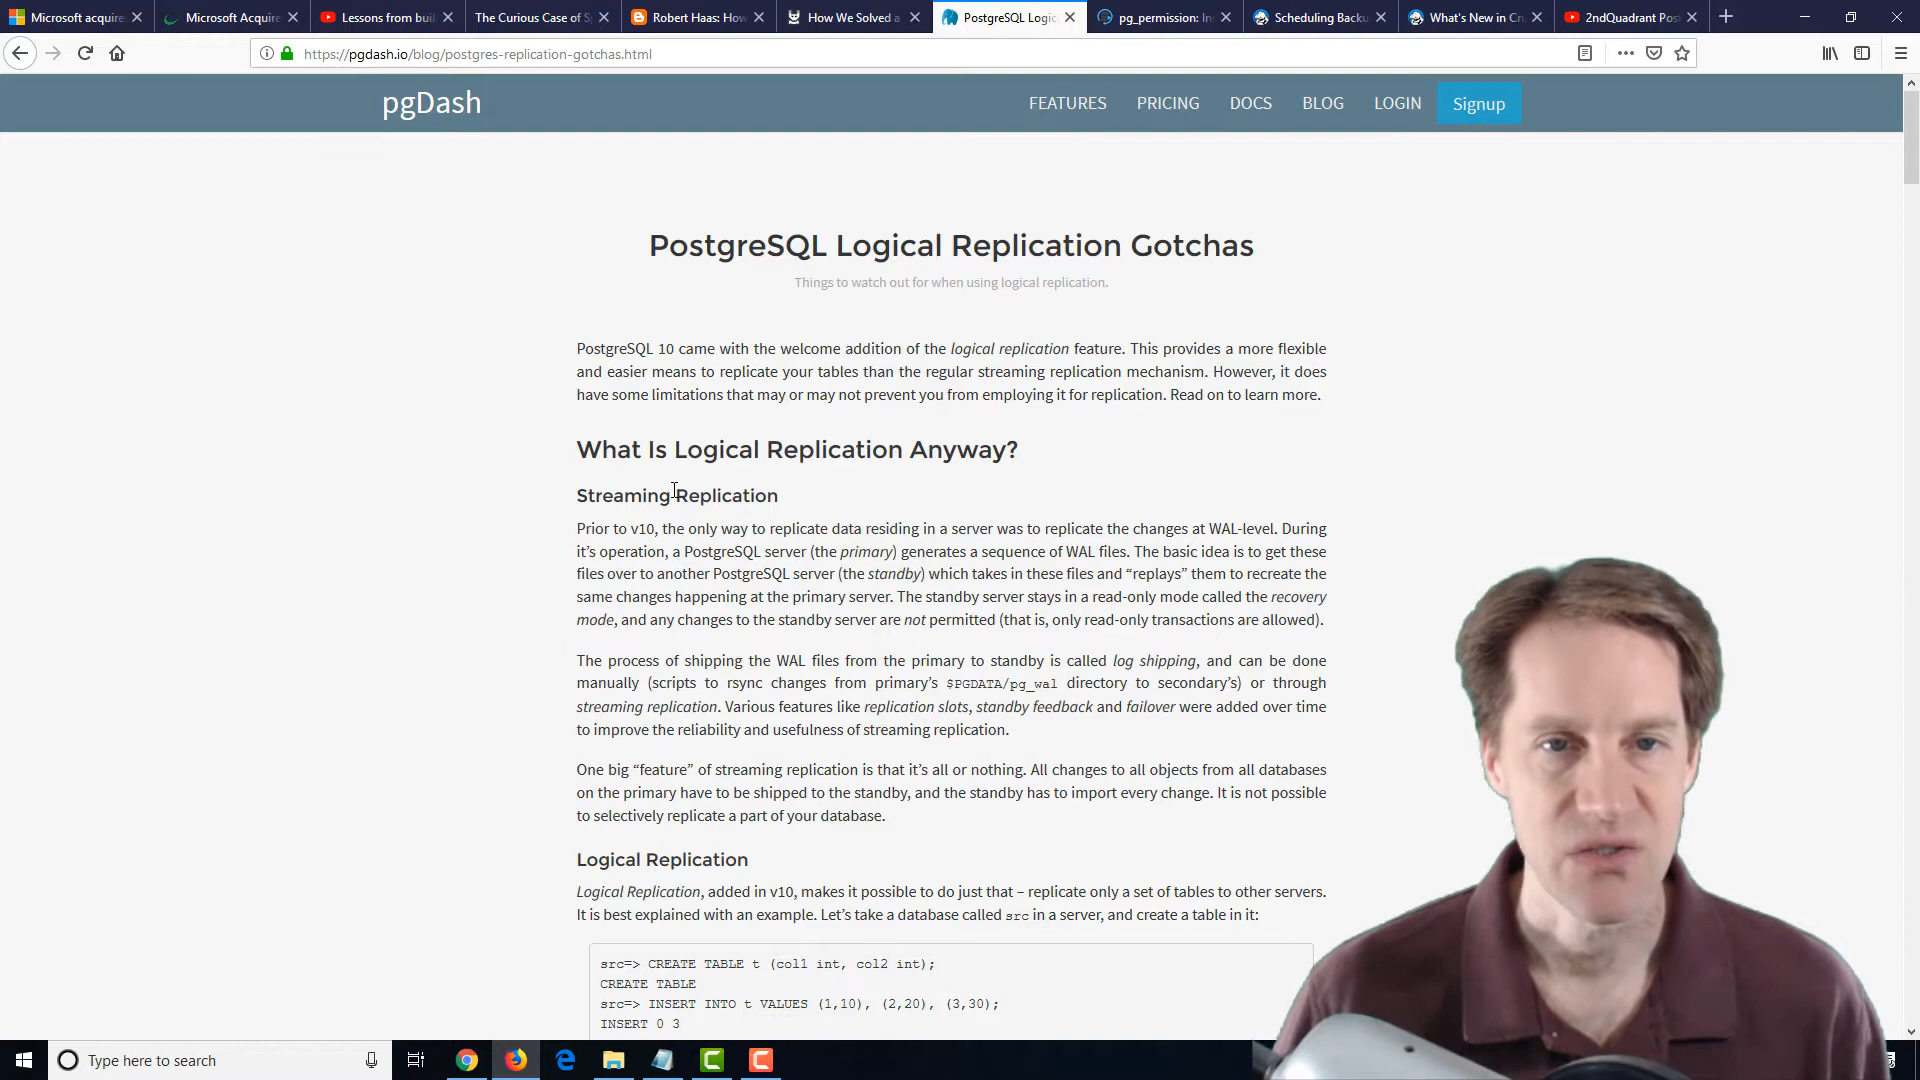 Microsoft acquire
Microsoft Acquire
Lessons from buil
The Curious Case of S
Robert Haas: How
How We Solved a
PostgreSQL Logic
pg_permission: In
Scheduling Backu
What's New in Cru
2ndQuadrant Pos
https://pgdash.io/blog/postgres-replication-gotchas.html
pgDash
FEATURES
PRICING
DOCS
BLOG
LOGIN
Signup
PostgreSQL Logical Replication Gotchas
Things to watch out for when using logical replication.
PostgreSQL 10 came with the welcome addition of the logical replication feature. This provides a more flexible
and easier means to replicate your tables than the regular streaming replication mechanism. However, it does
have some limitations that may or may not prevent you from employing it for replication. Read on to learn more.
What Is Logical Replication Anyway?
Streaming Replication
Prior to v10, the only way to replicate data residing in a server was to replicate the changes at WAL-level. During
it’s operation, a PostgreSQL server (the primary) generates a sequence of WAL files. The basic idea is to get these
files over to another PostgreSQL server (the standby) which takes in these files and “replays” them to recreate the
same changes happening at the primary server. The standby server stays in a read-only mode called the recovery
mode, and any changes to the standby server are not permitted (that is, only read-only transactions are allowed).
The process of shipping the WAL files from the primary to standby is called log shipping, and can be done
manually (scripts to rsync changes from primary’s $PGDATA/pg_wal directory to secondary’s) or through
streaming replication. Various features like replication slots, standby feedback and failover were added over time
to improve the reliability and usefulness of streaming replication.
One big “feature” of streaming replication is that it’s all or nothing. All changes to all objects from all databases
on the primary have to be shipped to the standby, and the standby has to import every change. It is not possible
to selectively replicate a part of your database.
Logical Replication
Logical Replication, added in v10, makes it possible to do just that – replicate only a set of tables to other servers.
It is best explained with an example. Let’s take a database called src in a server, and create a table in it:
src=> CREATE TABLE t (col1 int, col2 int);
CREATE TABLE
src=> INSERT INTO t VALUES (1,10), (2,20), (3,30);
INSERT 0 3
Type here to search